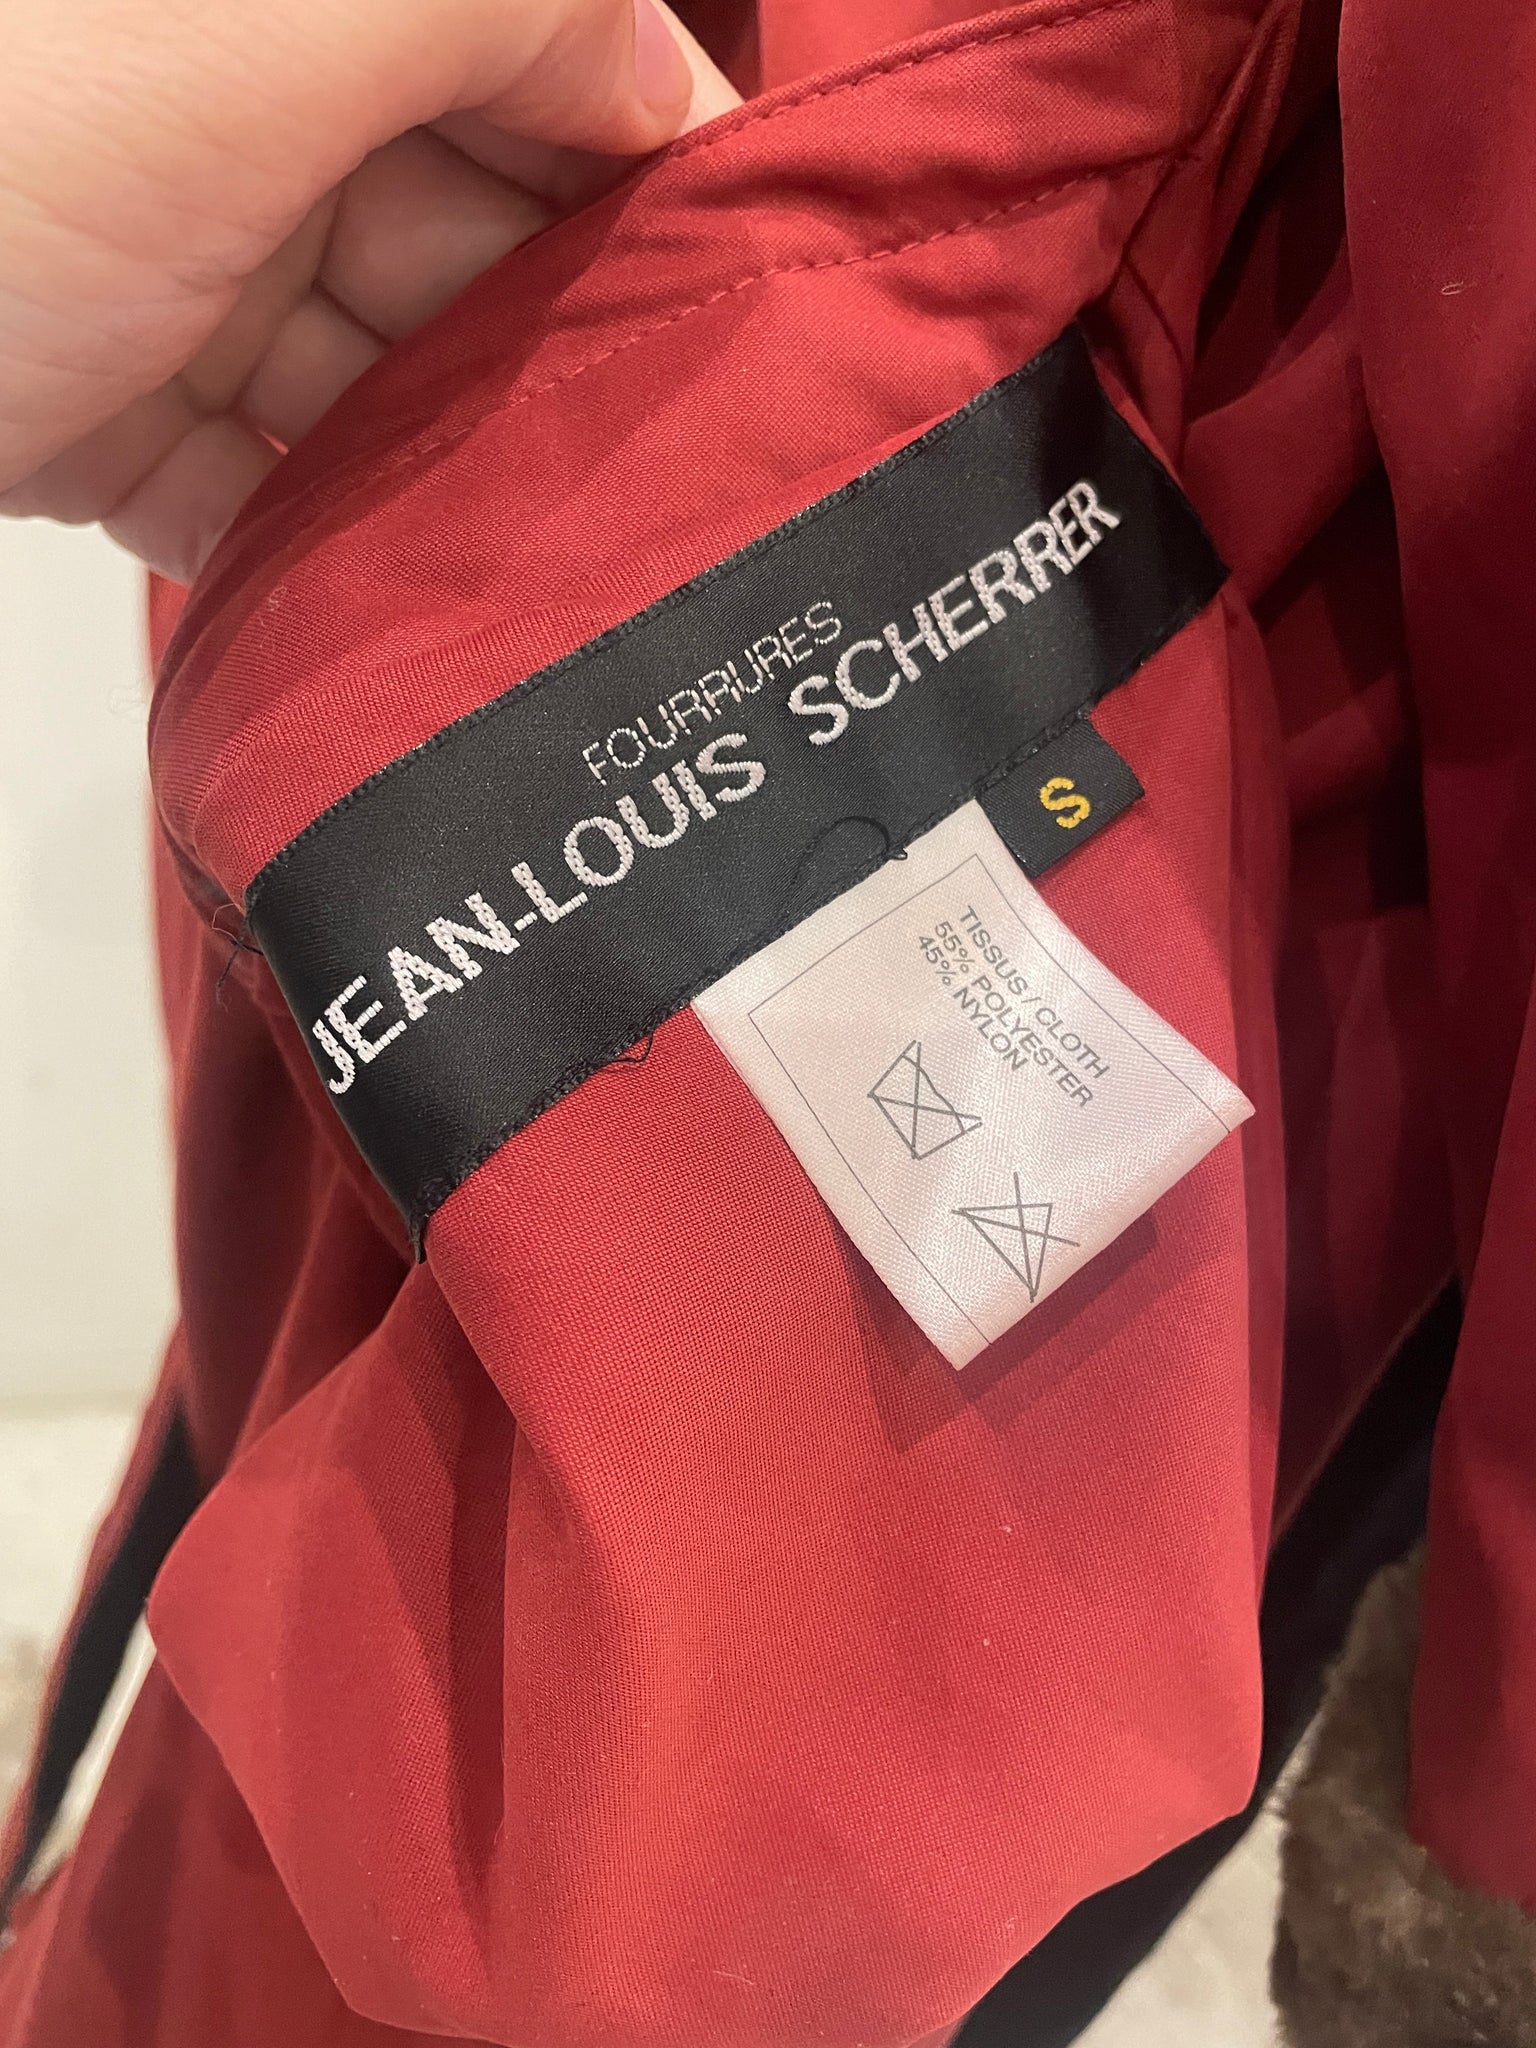 FOURRURES
JEAN-LOUIS SCHERRER
S
TISSUS / CLOTH
55% POLYESTER
45% NYLON